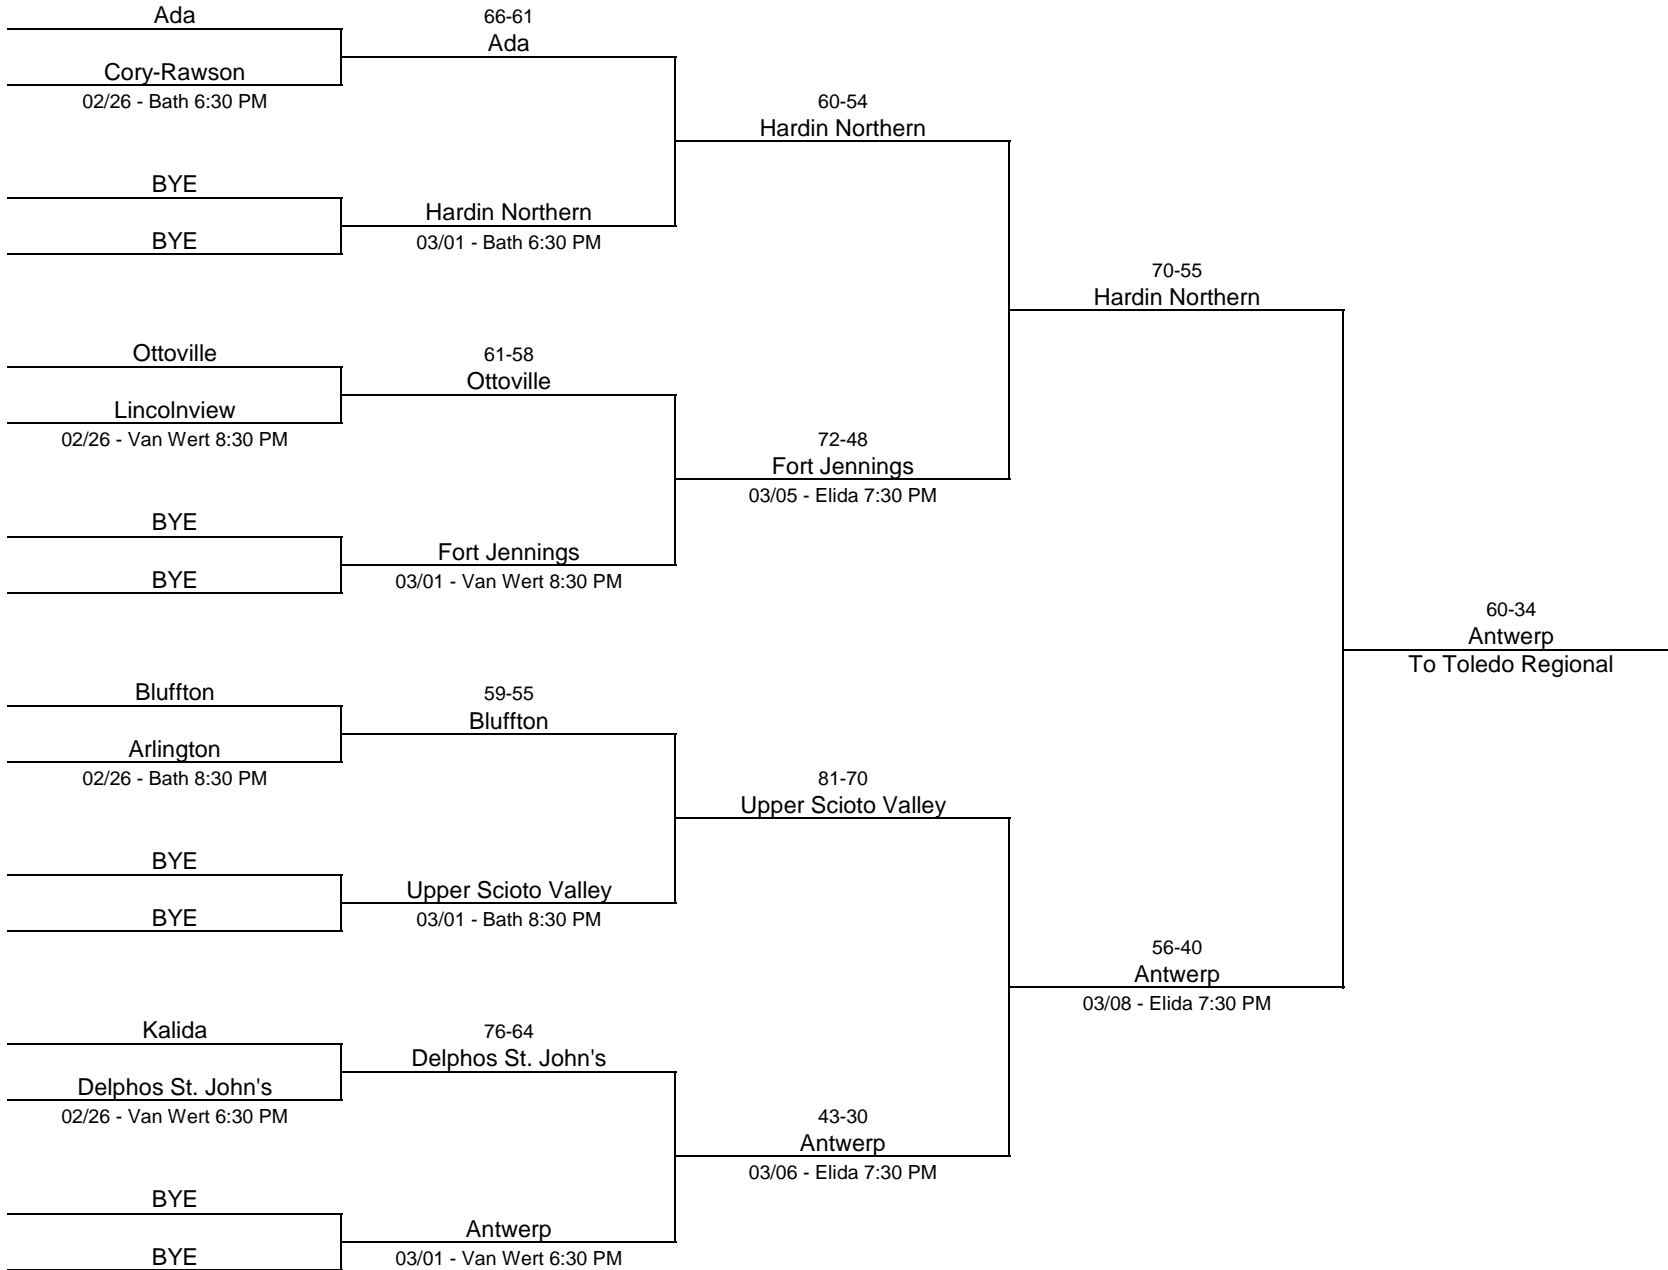 Ada
Cory-Rawson
02/26 - Bath 6:30 PM
BYE
BYE
Ottoville
Lincolnview
02/26 - Van Wert 8:30 PM
BYE
BYE
Bluffton
Arlington
02/26 - Bath 8:30 PM
BYE
BYE
Kalida
Delphos St. John's
02/26 - Van Wert 6:30 PM
BYE
BYE
66-61
Ada
Hardin Northern
03/01 - Bath 6:30 PM
61-58
Ottoville
Fort Jennings
03/01 - Van Wert 8:30 PM
59-55
Bluffton
Upper Scioto Valley
03/01 - Bath 8:30 PM
76-64
Delphos St. John's
Antwerp
03/01 - Van Wert 6:30 PM
60-54
Hardin Northern
72-48
Fort Jennings
03/05 - Elida 7:30 PM
81-70
Upper Scioto Valley
43-30
Antwerp
03/06 - Elida 7:30 PM
70-55
Hardin Northern
56-40
Antwerp
03/08 - Elida 7:30 PM
60-34
Antwerp
To Toledo Regional